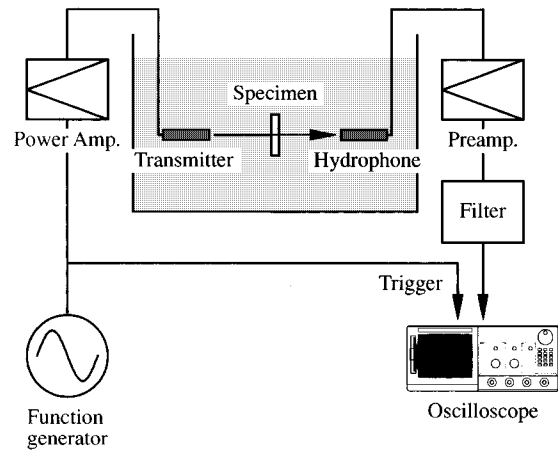 Specimen
Power Amp.
Transmitter
Hydrophone
Preamp.
Filter
Trigger
Function
generator
Oscilloscope